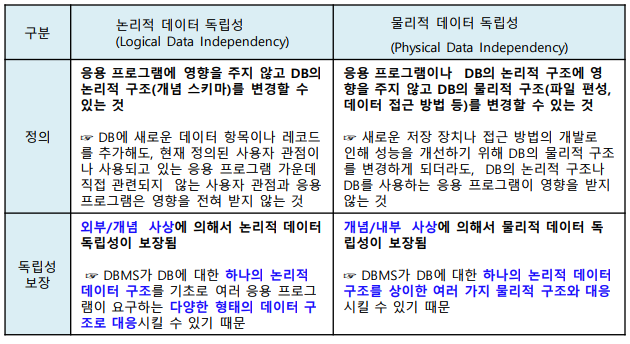 구분
논리적 데이터 독립성
(Logical Data Independency)
물리적 데이터 독립성
(Physical Data Independency)
정의
응용 프로그램에 영향을 주지 않고 DB의
논리적 구조(개념 스키마)를 변경할 수
있는 것
☞ DB에 새로운 데이터 항목이나 레코드
를 추가해도, 현재 정의된 사용자 관점이
나 사용되고 있는 응용 프로그램 가운데
직접 관련되지 않는 사용자 관점과 응용
프로그램은 영향을 전혀 받지 않는 것
응용 프로그램이나 DB의 논리적 구조에 영
향을 주지 않고 DB의 물리적 구조(파일 편성,
데이터 접근 방법 등)를 변경할 수 있는 것
☞ 새로운 저장 장치나 접근 방법의 개발로
인해 성능을 개선하기 위해 DB의 물리적 구조
를 변경하게 되더라도, DB의 논리적 구조나
DB를 사용하는 응용 프로그램이 영향을 받지
않는 것
독립성
보장
외부/개념 사상에 의해서 논리적 데이터
독립성이 보장됨
☞ DBMS가 DB에 대한 하나의 논리적
데이터 구조를 기초로 여러 응용 프로그
램이 요구하는 다양한 형태의 데이터 구
조로 대응시킬 수 있기 때문
개념/내부 사상에 의해서 물리적 데이터 독
립성이 보장됨
☞ DBMS가 DB에 대한 하나의 논리적 데이터
구조를 상이한 여러 가지 물리적 구조와 대응
시킬 수 있기 때문